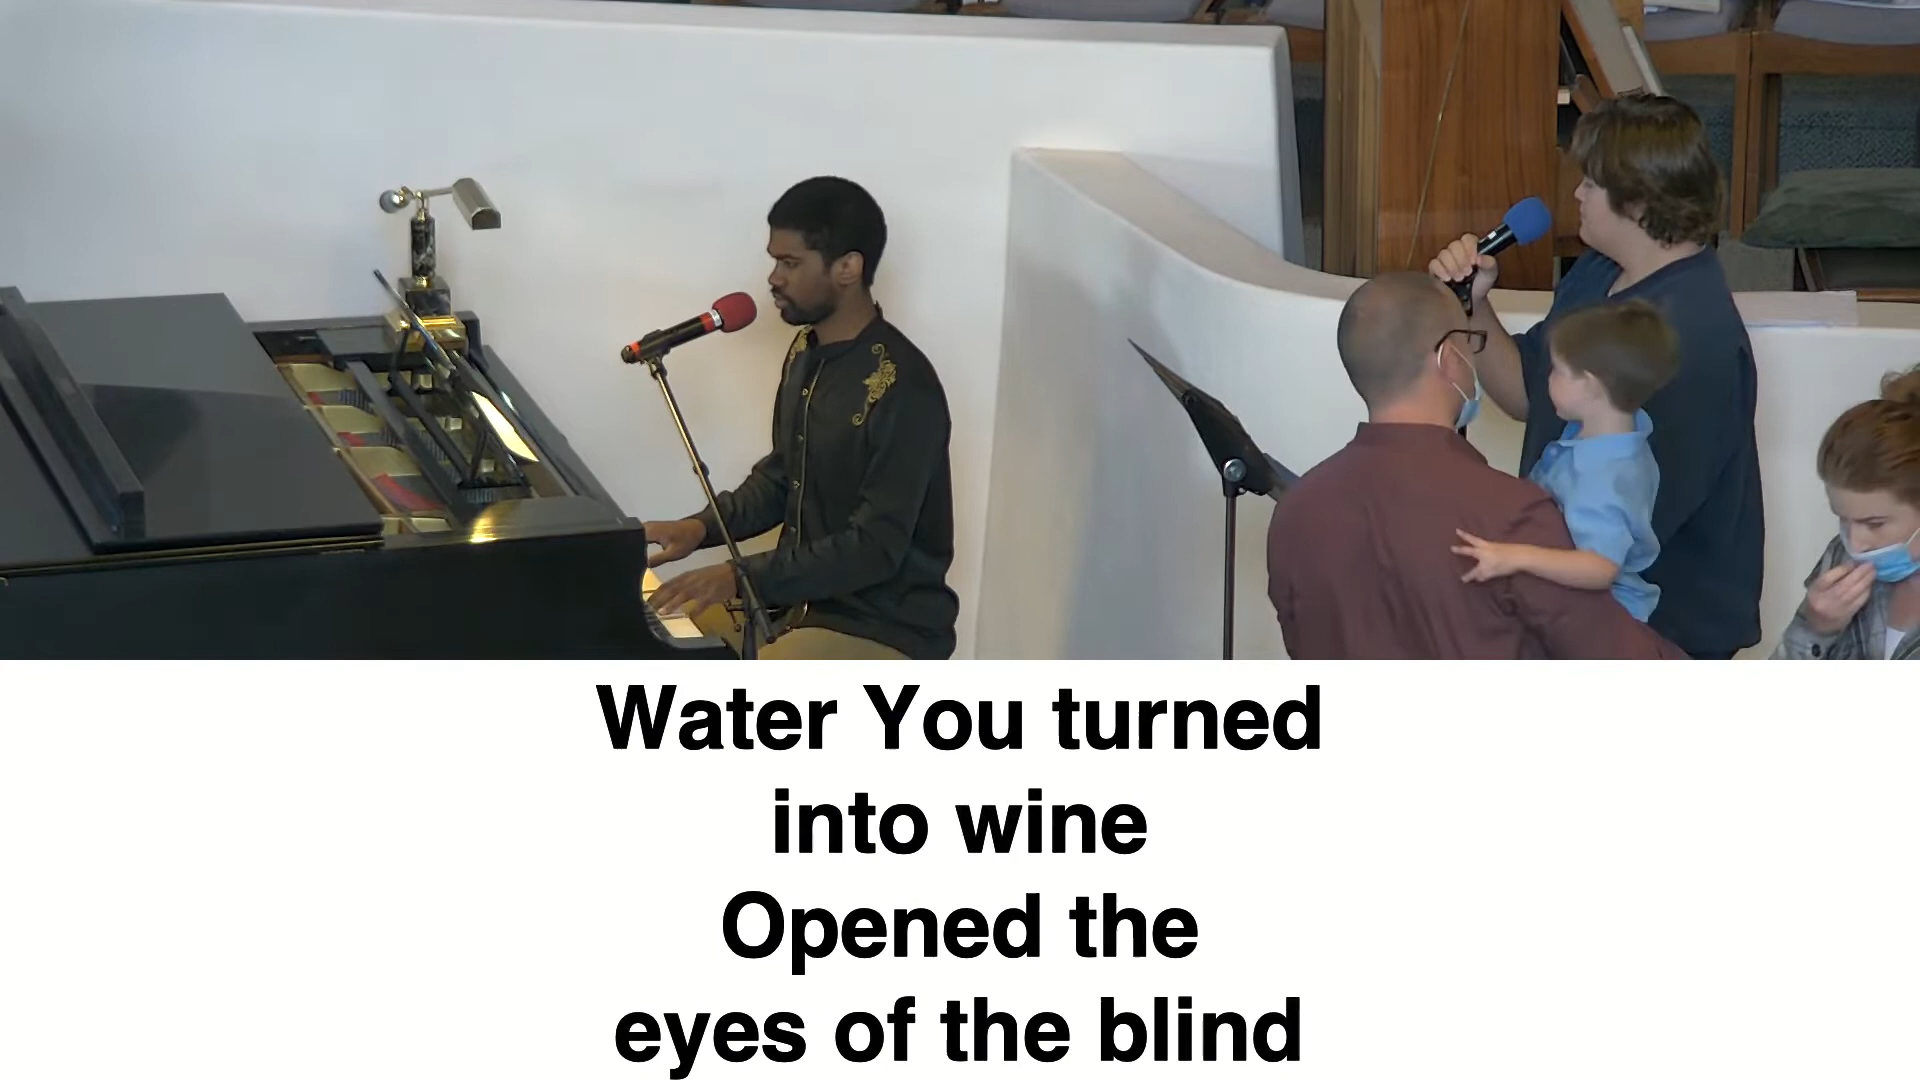 Water You turned
into wine
Opened the
eyes of the blind